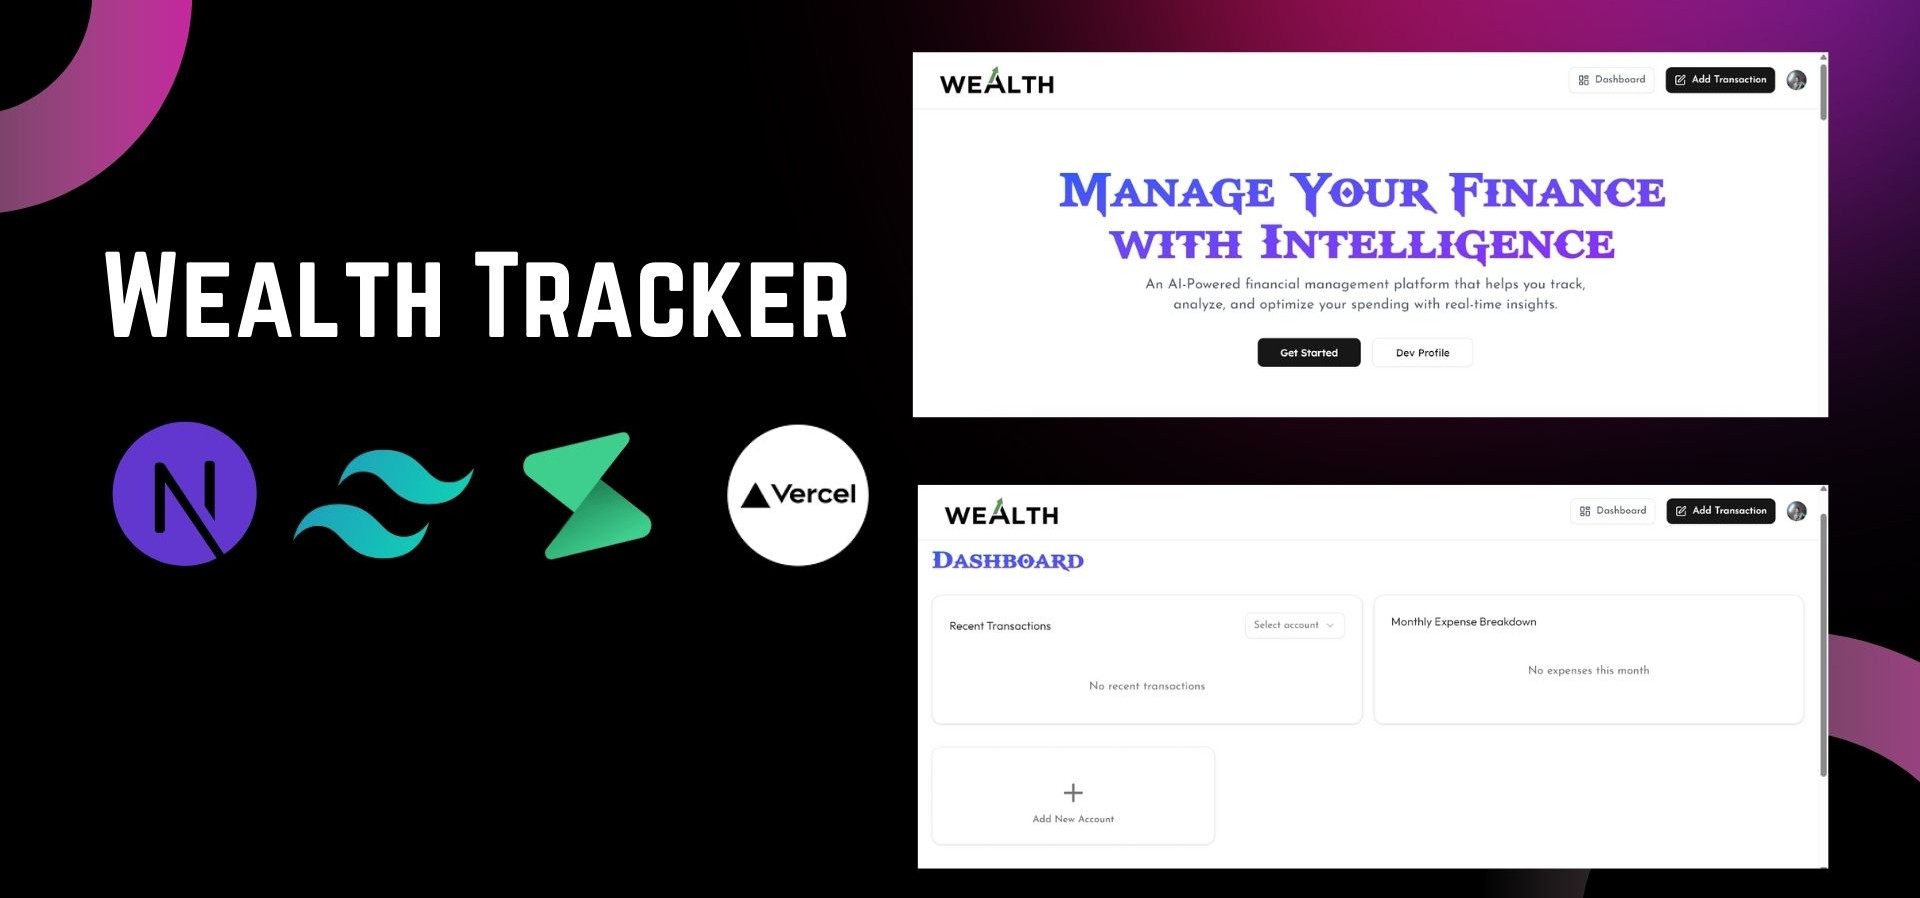 Wealth Tracker
N
Vercel
WEALTH
Dashboard
Add Transaction
Manage Your Finance
with Intelligence
An AI-Powered financial management platform that helps you track,
analyze, and optimize your spending with real-time insights.
Get Started
Dev Profile
WEALTH
Dashboard
Add Transaction
Dashboard
Recent Transactions
Select account
No recent transactions
Monthly Expense Breakdown
No expenses this month
Add New Account